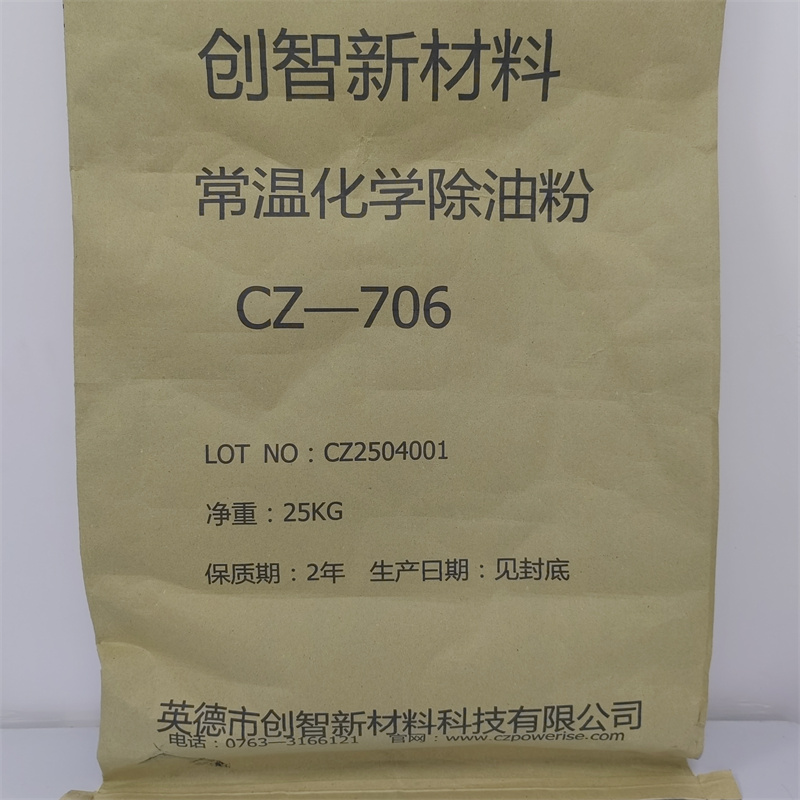 创智新材料
常温化学除油粉
CZ—706
LOT NO：CZ2504001
净重：25KG
保质期：2年 生产日期：见封底
英德市创智新材料科技有限公司
电话：0763—3166121 官网：www.czpowerise.com